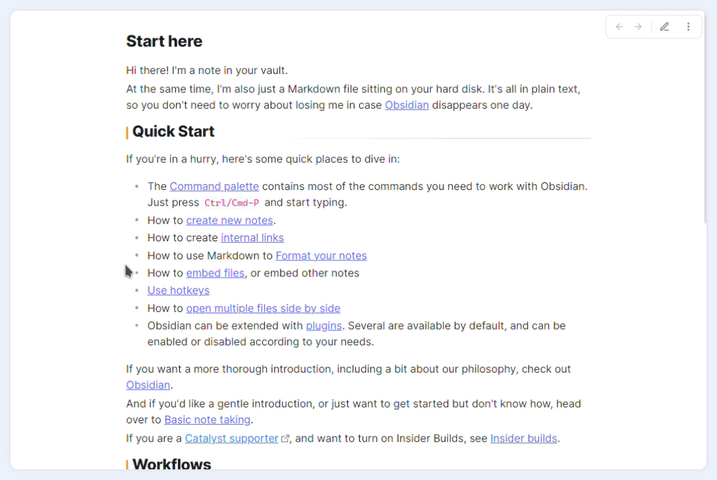 Start here
Hi there! I'm a note in your vault.
At the same time, I'm also just a Markdown file sitting on your hard disk. It's all in plain text,
so you don't need to worry about losing me in case Obsidian disappears one day.
Quick Start
If you're in a hurry, here's some quick places to dive in:
The Command palette contains most of the commands you need to work with Obsidian.
Just press Ctrl/Cmd-P and start typing.
How to create new notes.
How to create internal links
How to use Markdown to Format your notes
How to embed files, or embed other notes
Use hotkeys
How to open multiple files side by side
Obsidian can be extended with plugins. Several are available by default, and can be
enabled or disabled according to your needs.
If you want a more thorough introduction, including a bit about our philosophy, check out
Obsidian.
And if you'd like a gentle introduction, or just want to get started but don't know how, head
over to Basic note taking.
If you are a Catalyst supporter, and want to turn on Insider Builds, see Insider builds.
Workflows